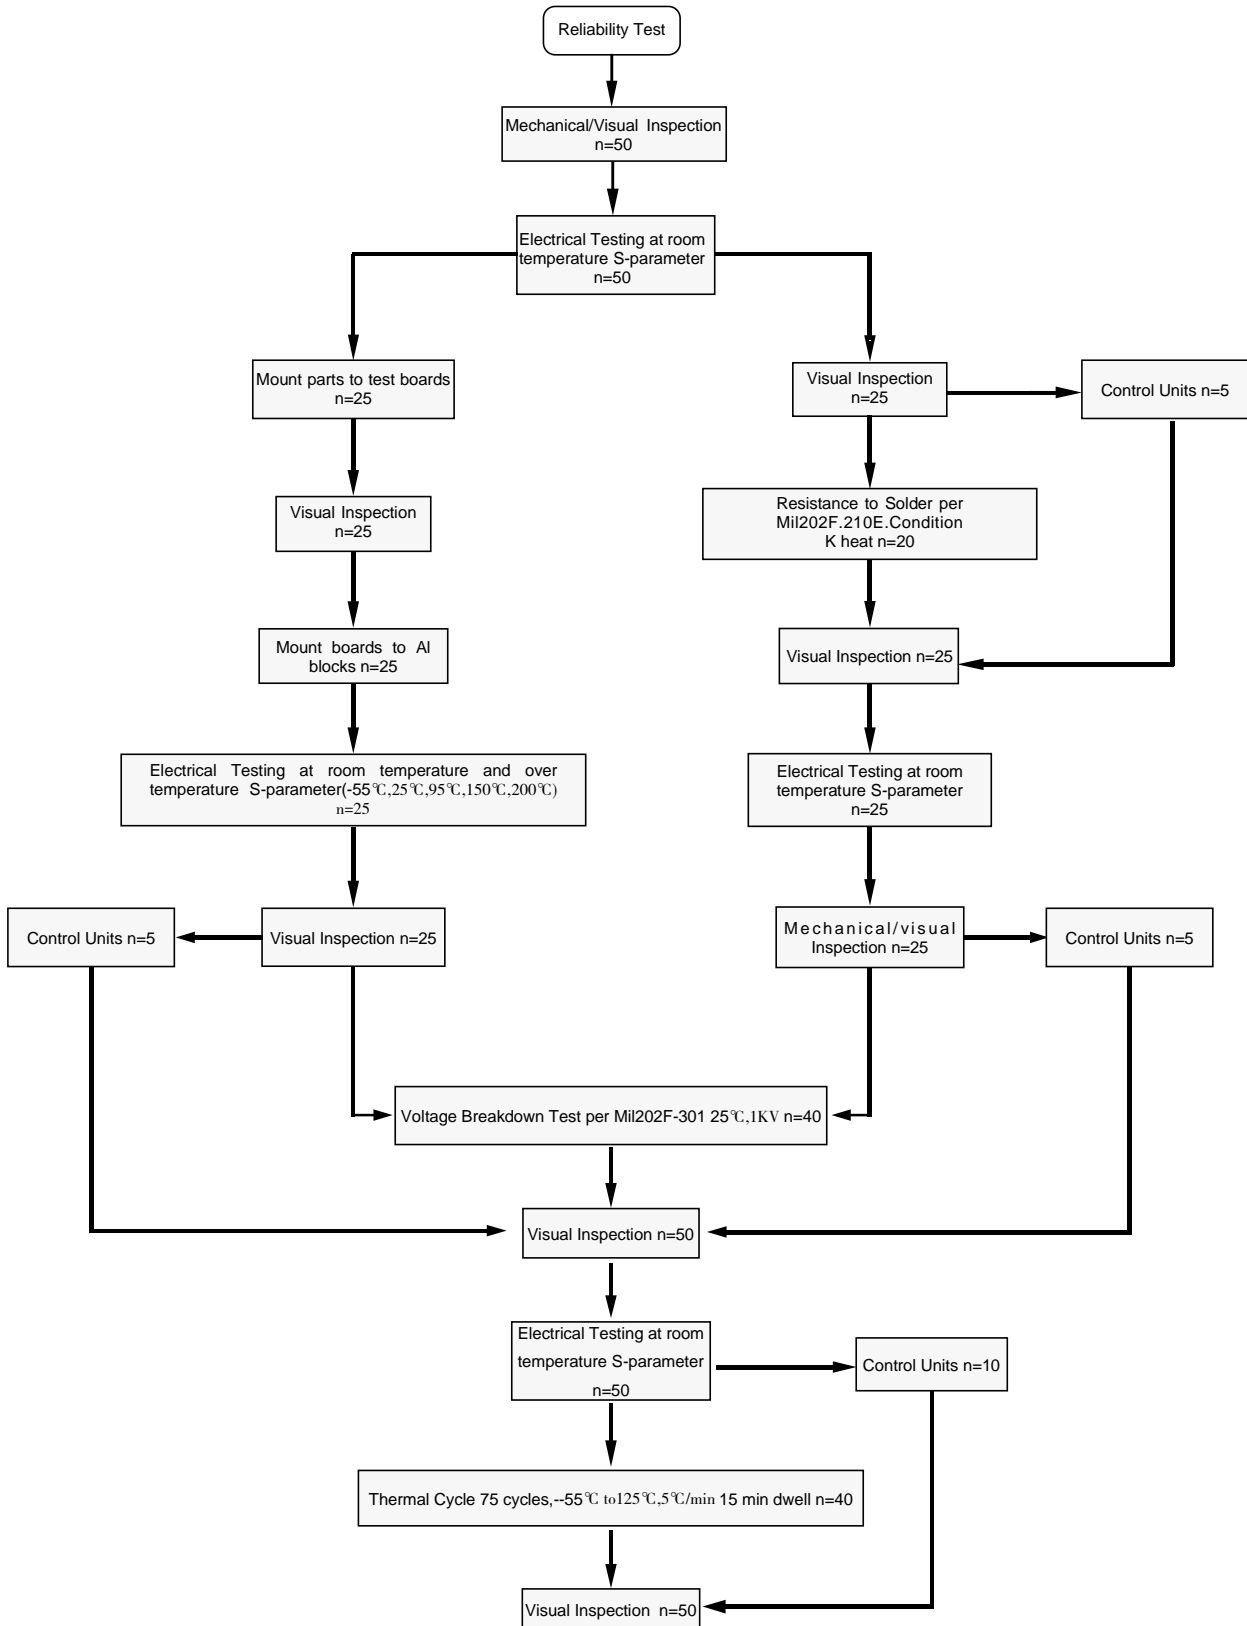 Reliability Test
Mechanical/Visual Inspection
n=50
Electrical Testing at room
temperature S-parameter
n=50
Mount parts to test boards
n=25
Visual Inspection
n=25
Control Units n=5
Visual Inspection
n=25
Resistance to Solder per
Mil202F.210E.Condition
K heat n=20
Mount boards to Al
blocks n=25
Visual Inspection n=25
Electrical Testing at room temperature and over
temperature S-parameter(-55℃,25℃,95℃,150℃,200℃)
n=25
Electrical Testing at room
temperature S-parameter
n=25
Control Units n=5
Visual Inspection n=25
Mechanical/visual
Inspection n=25
Control Units n=5
Voltage Breakdown Test per Mil202F-301 25℃,1KV n=40
Visual Inspection n=50
Electrical Testing at room
temperature S-parameter
n=50
Control Units n=10
Thermal Cycle 75 cycles,--55℃ to125℃,5℃/min 15 min dwell n=40
Visual Inspection n=50